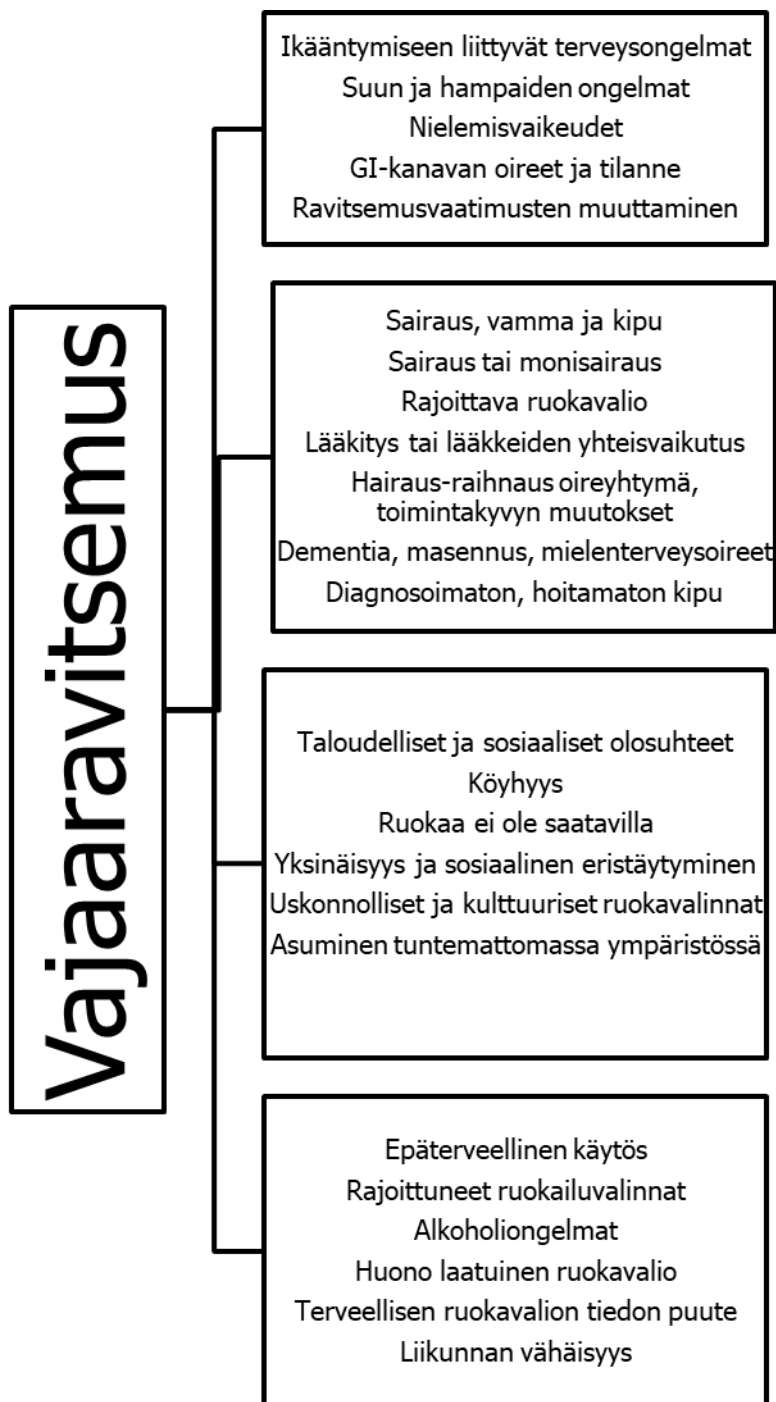 Vajaaravitsemus
Ikääntymiseen liittyvät terveysongelmat
Suun ja hampaiden ongelmat
Nielemisvaikeudet
GI-kanavan oireet ja tilanne
Ravitsemusvaatimusten muuttaminen
Sairaus, vamma ja kipu
Sairaus tai monisairaus
Rajoittava ruokavalio
Lääkitys tai lääkkeiden yhteisvaikutus
Hairaus-raihnaus oireyhtymä,
toimintakyvyn muutokset
Dementia, masennus, mielenterveysoireet
Diagnosoimaton, hoitamaton kipu
Taloudelliset ja sosiaaliset olosuhteet
Köyhyys
Ruokaa ei ole saatavilla
Yksinäisyys ja sosiaalinen eristäytyminen
Uskonnolliset ja kulttuuriset ruokavalinnat
Asuminen tuntemattomassa ympäristössä
Epäterveellinen käytös
Rajoittuneet ruokailuvalinnat
Alkoholiongelmat
Huono laatuinen ruokavalio
Terveellisen ruokavalion tiedon puute
Liikunnan vähäisyys